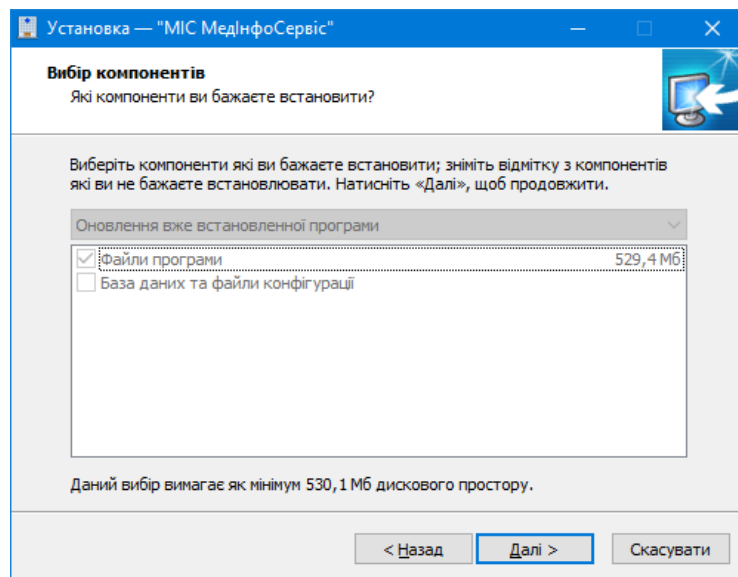 Установка — "МІС МедІнфоСервіс"
Вибір компонентів
Які компоненти ви бажаєте встановити?
Виберіть компоненти які ви бажаєте встановити; зніміть відмітку з компонентів
які ви не бажаєте встановлювати. Натисніть «Далі», щоб продовжити.
Оновлення вже встановленної програми
Файли програми 529,4 Мб
База даних та файли конфігурації
Даний вибір вимагає як мінімум 530,1 Мб дискового простору.
< Назад Далі > Скасувати